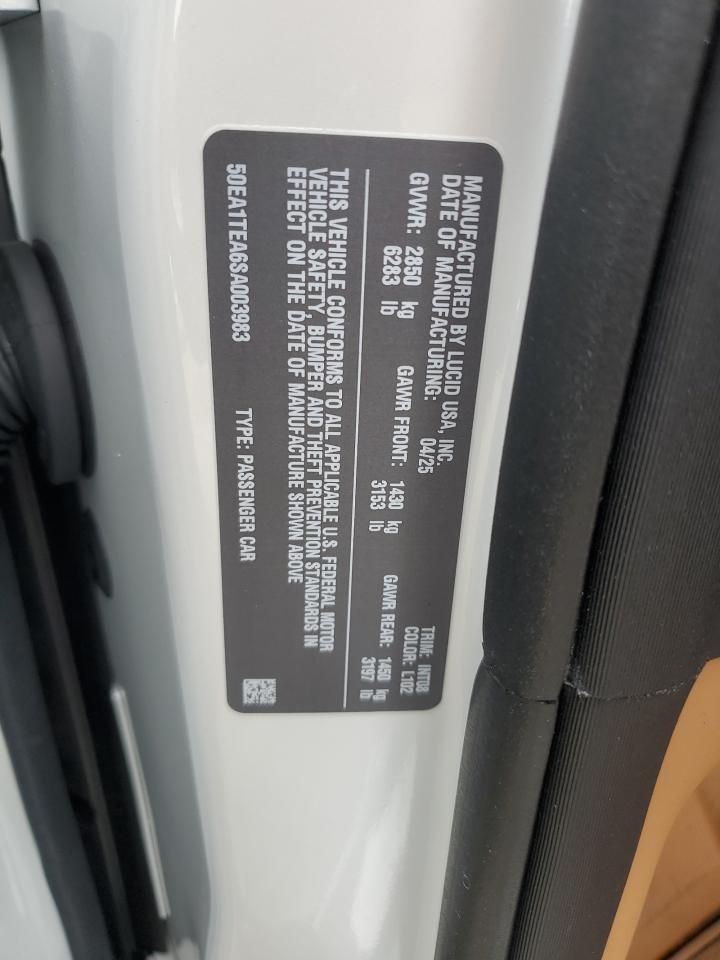 MANUFACTURED BY LUCID USA, INC.
DATE OF MANUFACTURING: 04/25
TRIM: INT08
COLOR: L102
GVWR: 2850 kg GAWR FRONT: 1430 kg GAWR REAR: 1450 kg
6283 lb 3153 lb 3197 lb
THIS VEHICLE CONFORMS TO ALL APPLICABLE U.S. FEDERAL MOTOR
VEHICLE SAFETY, BUMPER AND THEFT PREVENTION STANDARDS IN
EFFECT ON THE DATE OF MANUFACTURE SHOWN ABOVE
50EA1TEA6SA003983 TYPE: PASSENGER CAR